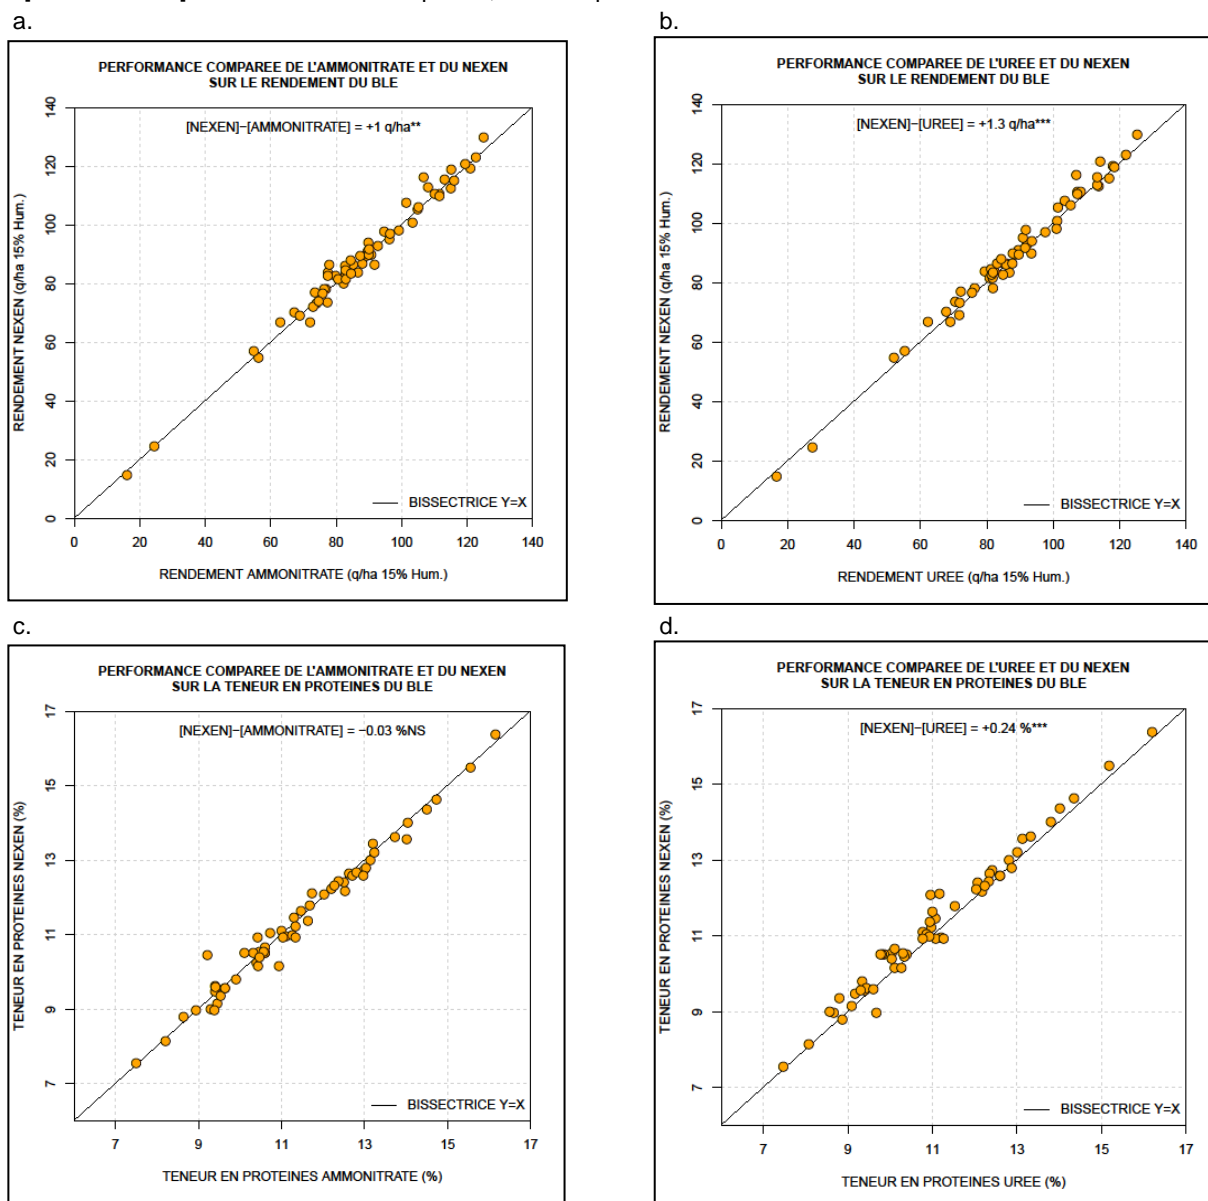 a.
PERFORMANCE COMPAREE DE L'AMMONITRATE ET DU NEXEN
SUR LE RENDEMENT DU BLE
[NEXEN]−[AMMONITRATE] = +1 q/ha**
RENDEMENT NEXEN (q/ha 15% Hum.)
140
120
100
80
60
40
20
0
BISSECTRICE Y=X
0 20 40 60 80 100 120 140
RENDEMENT AMMONITRATE (q/ha 15% Hum.)
b.
PERFORMANCE COMPAREE DE L'UREE ET DU NEXEN
SUR LE RENDEMENT DU BLE
[NEXEN]−[UREE] = +1.3 q/ha***
RENDEMENT NEXEN (q/ha 15% Hum.)
140
120
100
80
60
40
20
0
BISSECTRICE Y=X
0 20 40 60 80 100 120 140
RENDEMENT UREE (q/ha 15% Hum.)
c.
PERFORMANCE COMPAREE DE L'AMMONITRATE ET DU NEXEN
SUR LA TENEUR EN PROTEINES DU BLE
[NEXEN]−[AMMONITRATE] = −0.03 %NS
TENEUR EN PROTEINES NEXEN (%)
17
15
13
11
9
7
BISSECTRICE Y=X
7 9 11 13 15 17
TENEUR EN PROTEINES AMMONITRATE (%)
d.
PERFORMANCE COMPAREE DE L'UREE ET DU NEXEN
SUR LA TENEUR EN PROTEINES DU BLE
[NEXEN]−[UREE] = +0.24 %***
TENEUR EN PROTEINES NEXEN (%)
17
15
13
11
9
7
BISSECTRICE Y=X
7 9 11 13 15 17
TENEUR EN PROTEINES UREE (%)